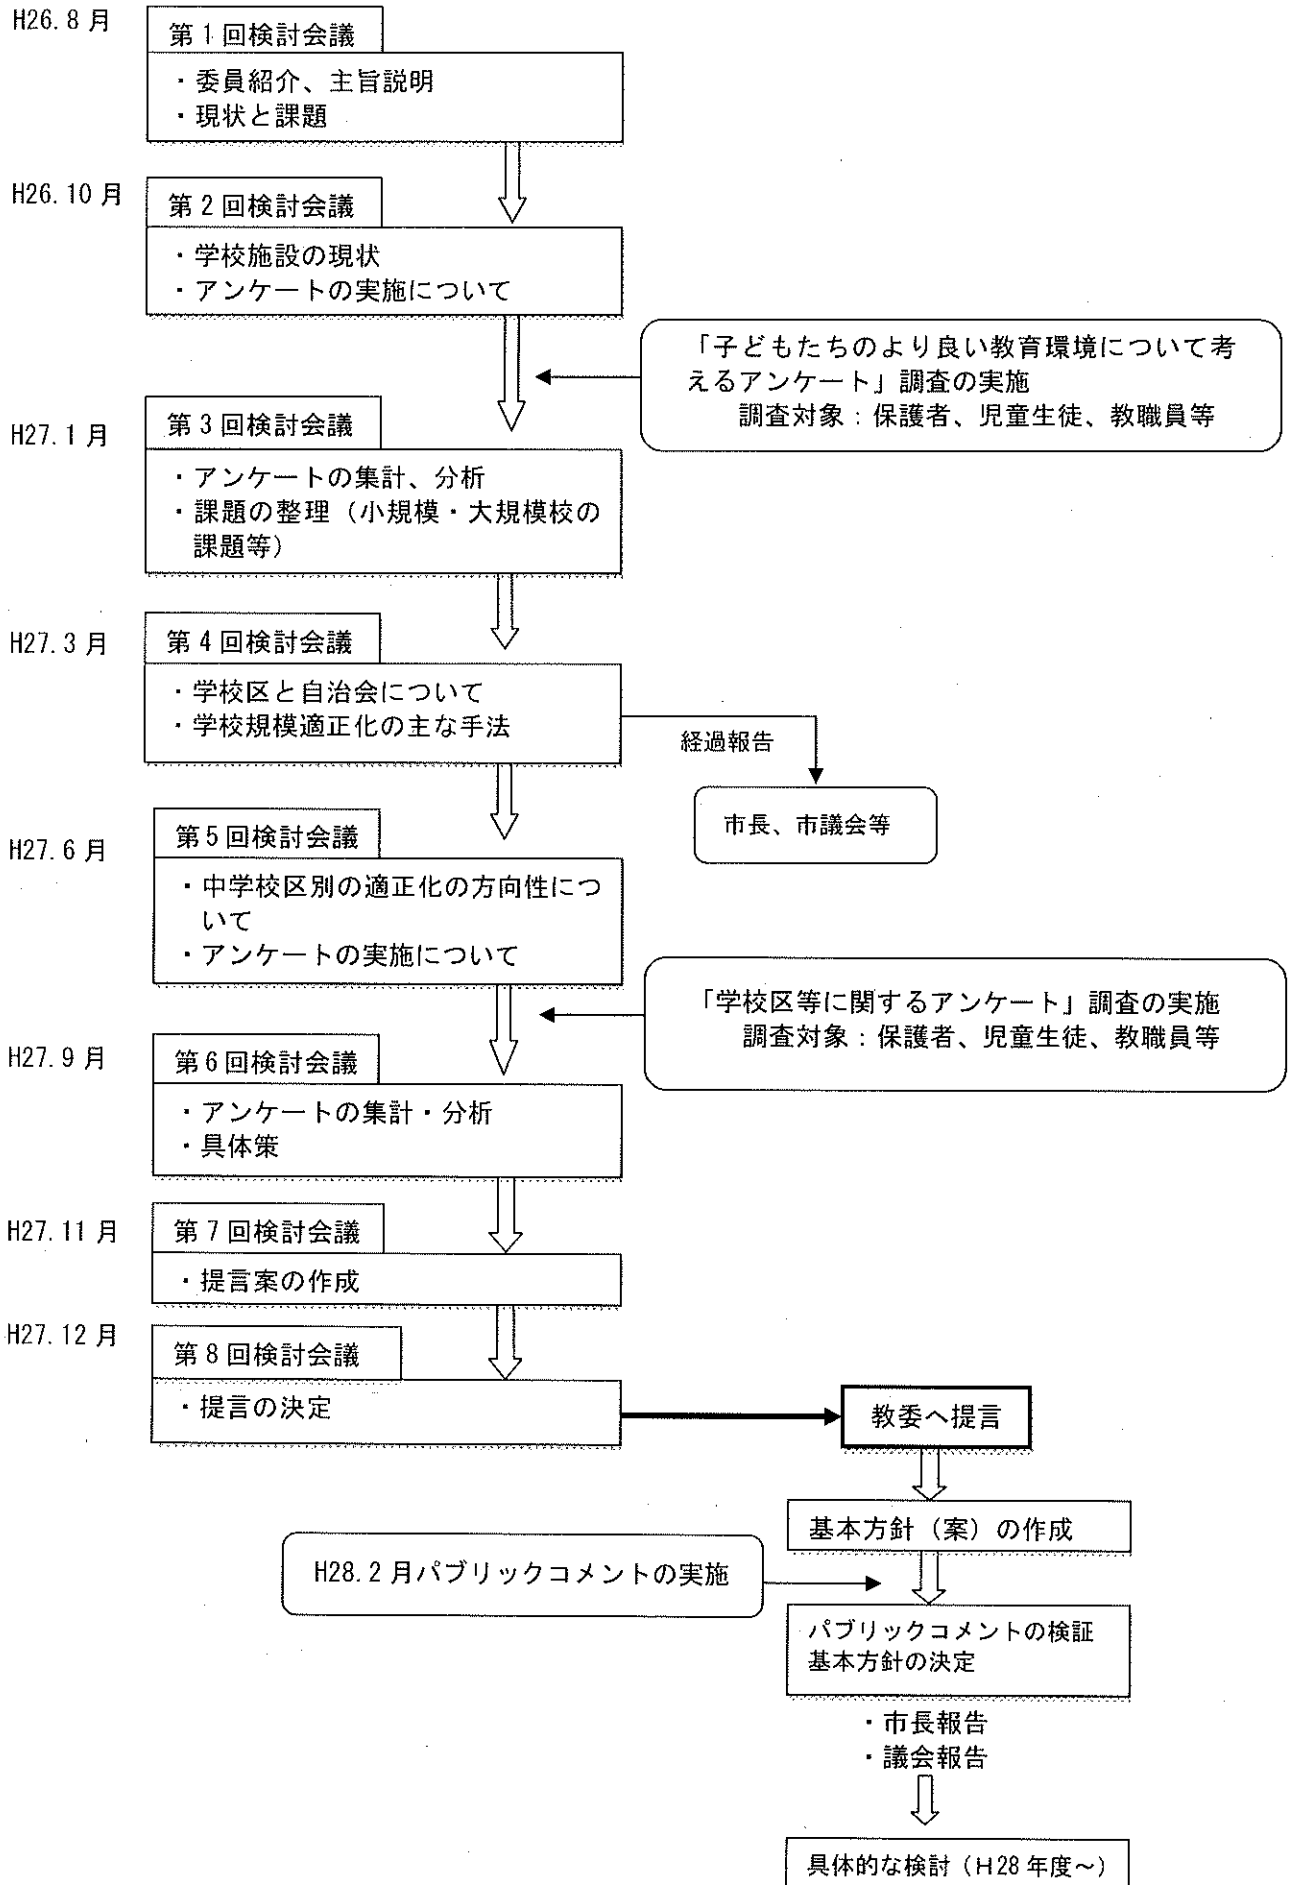 H26.8月
第1回検討会議
・委員紹介、主旨説明
・現状と課題
H26.10月
第2回検討会議
・学校施設の現状
・アンケートの実施について
「子どもたちのより良い教育環境について考
えるアンケート」調査の実施
調査対象：保護者、児童生徒、教職員等
H27.1月
第3回検討会議
・アンケートの集計、分析
・課題の整理（小規模・大規模校の
課題等）
H27.3月
第4回検討会議
・学校区と自治会について
・学校規模適正化の主な手法
経過報告
市長、市議会等
H27.6月
第5回検討会議
・中学校区別の適正化の方向性につ
いて
・アンケートの実施について
「学校区等に関するアンケート」調査の実施
調査対象：保護者、児童生徒、教職員等
H27.9月
第6回検討会議
・アンケートの集計・分析
・具体策
H27.11月
第7回検討会議
・提言案の作成
H27.12月
第8回検討会議
・提言の決定
教委へ提言
基本方針（案）の作成
H28.2月パブリックコメントの実施
パブリックコメントの検証
基本方針の決定
・市長報告
・議会報告
具体的な検討（H28年度～）